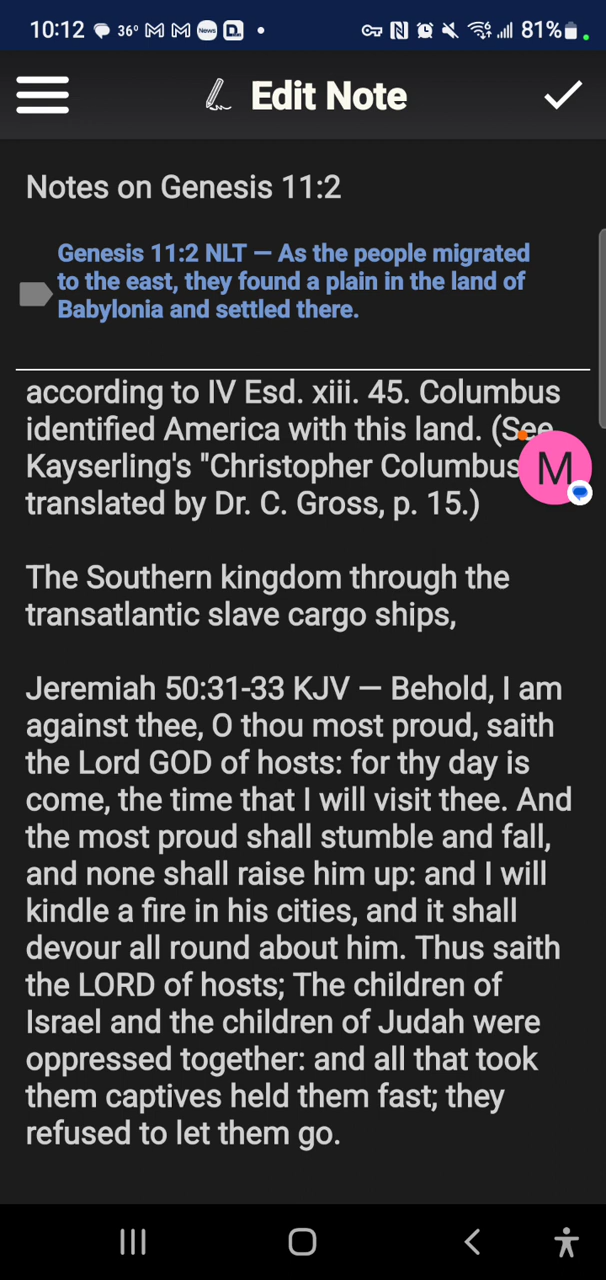 10:12 36° News D 81%
Edit Note
Notes on Genesis 11:2
Genesis 11:2 NLT — As the people migrated
to the east, they found a plain in the land of
Babylonia and settled there.
according to IV Esd. xiii. 45. Columbus
identified America with this land. (See
Kayserling's "Christopher Columbus
M
translated by Dr. C. Gross, p. 15.)
The Southern kingdom through the
transatlantic slave cargo ships,
Jeremiah 50:31-33 KJV — Behold, I am
against thee, O thou most proud, saith
the Lord GOD of hosts: for thy day is
come, the time that I will visit thee. And
the most proud shall stumble and fall,
and none shall raise him up: and I will
kindle a fire in his cities, and it shall
devour all round about him. Thus saith
the LORD of hosts; The children of
Israel and the children of Judah were
oppressed together: and all that took
them captives held them fast; they
refused to let them go.